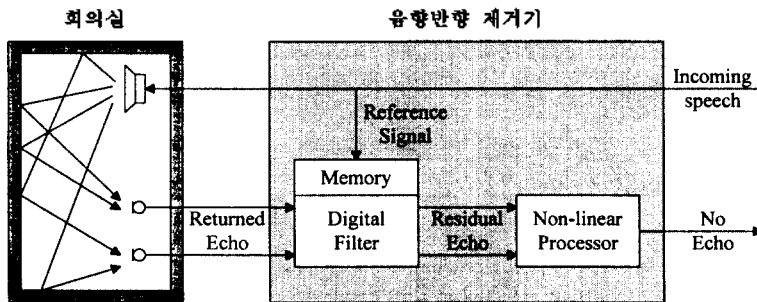 회의실
음향반향 재거기
Incoming
speech
Reference
Signal
Memory
Digital
Filter
Returned
Echo
Residual
Echo
Non-linear
Processor
No
Echo